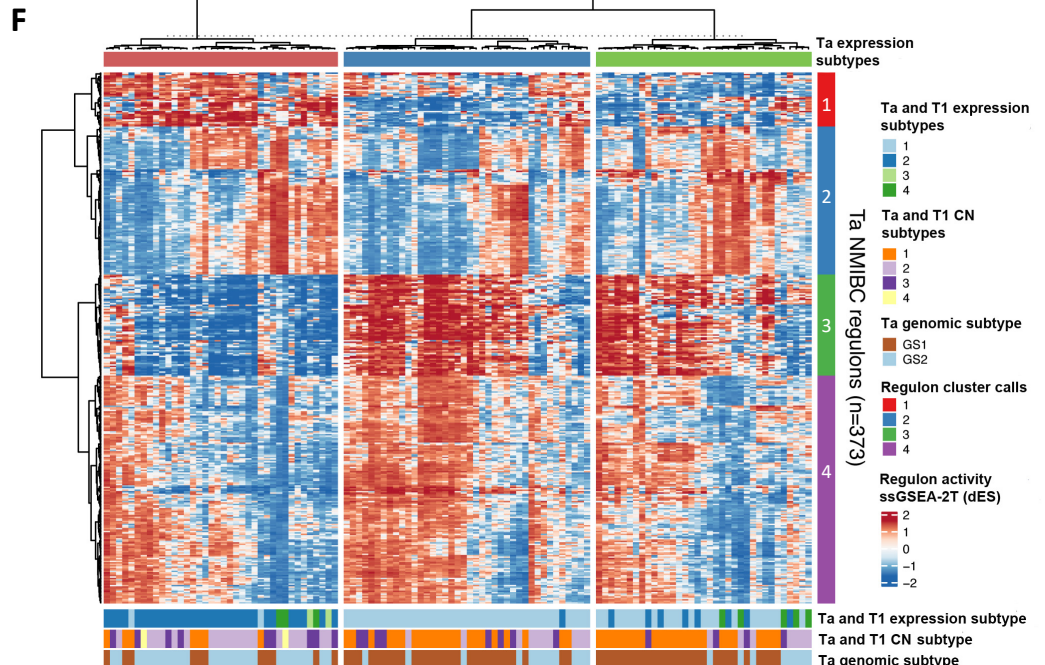 F
Ta expression
subtypes
1
2
3
4
Ta NMIBC regulons (n=373)
Ta and T1 expression
subtypes
1
2
3
4
Ta and T1 CN
subtypes
1
2
3
4
Ta genomic subtype
GS1
GS2
Regulon cluster calls
1
2
3
4
Regulon activity
ssGSEA-2T (dES)
2
1
0
−1
−2
Ta and T1 expression subtype
Ta and T1 CN subtype
Ta genomic subtype